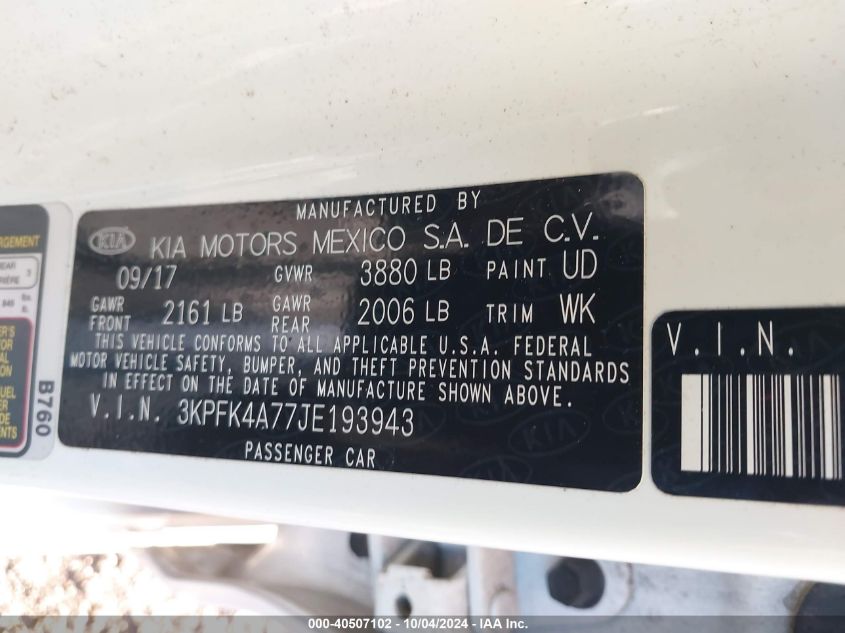 MANUFACTURED BY
KIA KIA MOTORS MEXICO S.A. DE C.V.
09/17 GVWR 3880 LB PAINT UD
GAWR FRONT 2161 LB GAWR REAR 2006 LB TRIM WK
THIS VEHICLE CONFORMS TO ALL APPLICABLE U.S.A. FEDERAL
MOTOR VEHICLE SAFETY, BUMPER, AND THEFT PREVENTION STANDARDS
IN EFFECT ON THE DATE OF MANUFACTURE SHOWN ABOVE.
V.I.N. 3KPFK4A77JE193943
PASSENGER CAR
V.I.N.
B760
000-40507102 - 10/04/2024 - IAA Inc.